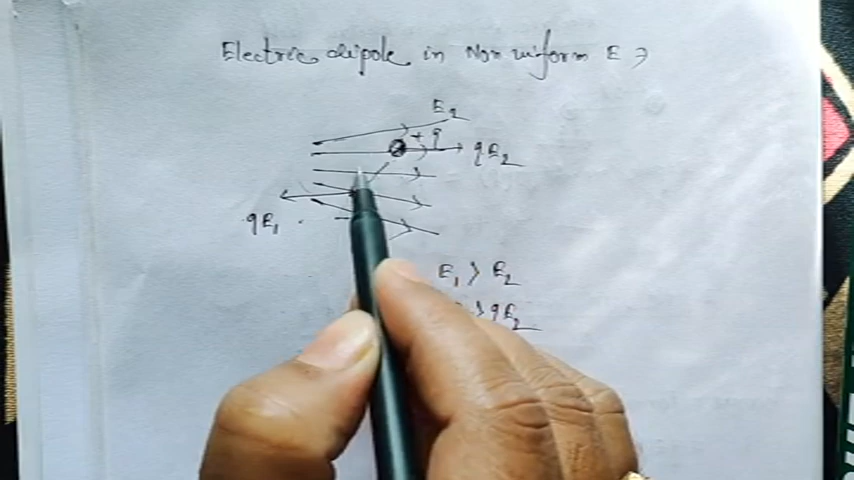 Electric dipole in Non uniform E →
E₂
+ q
qE₂
qE₁
-
E₁ > E₂
> qE₂